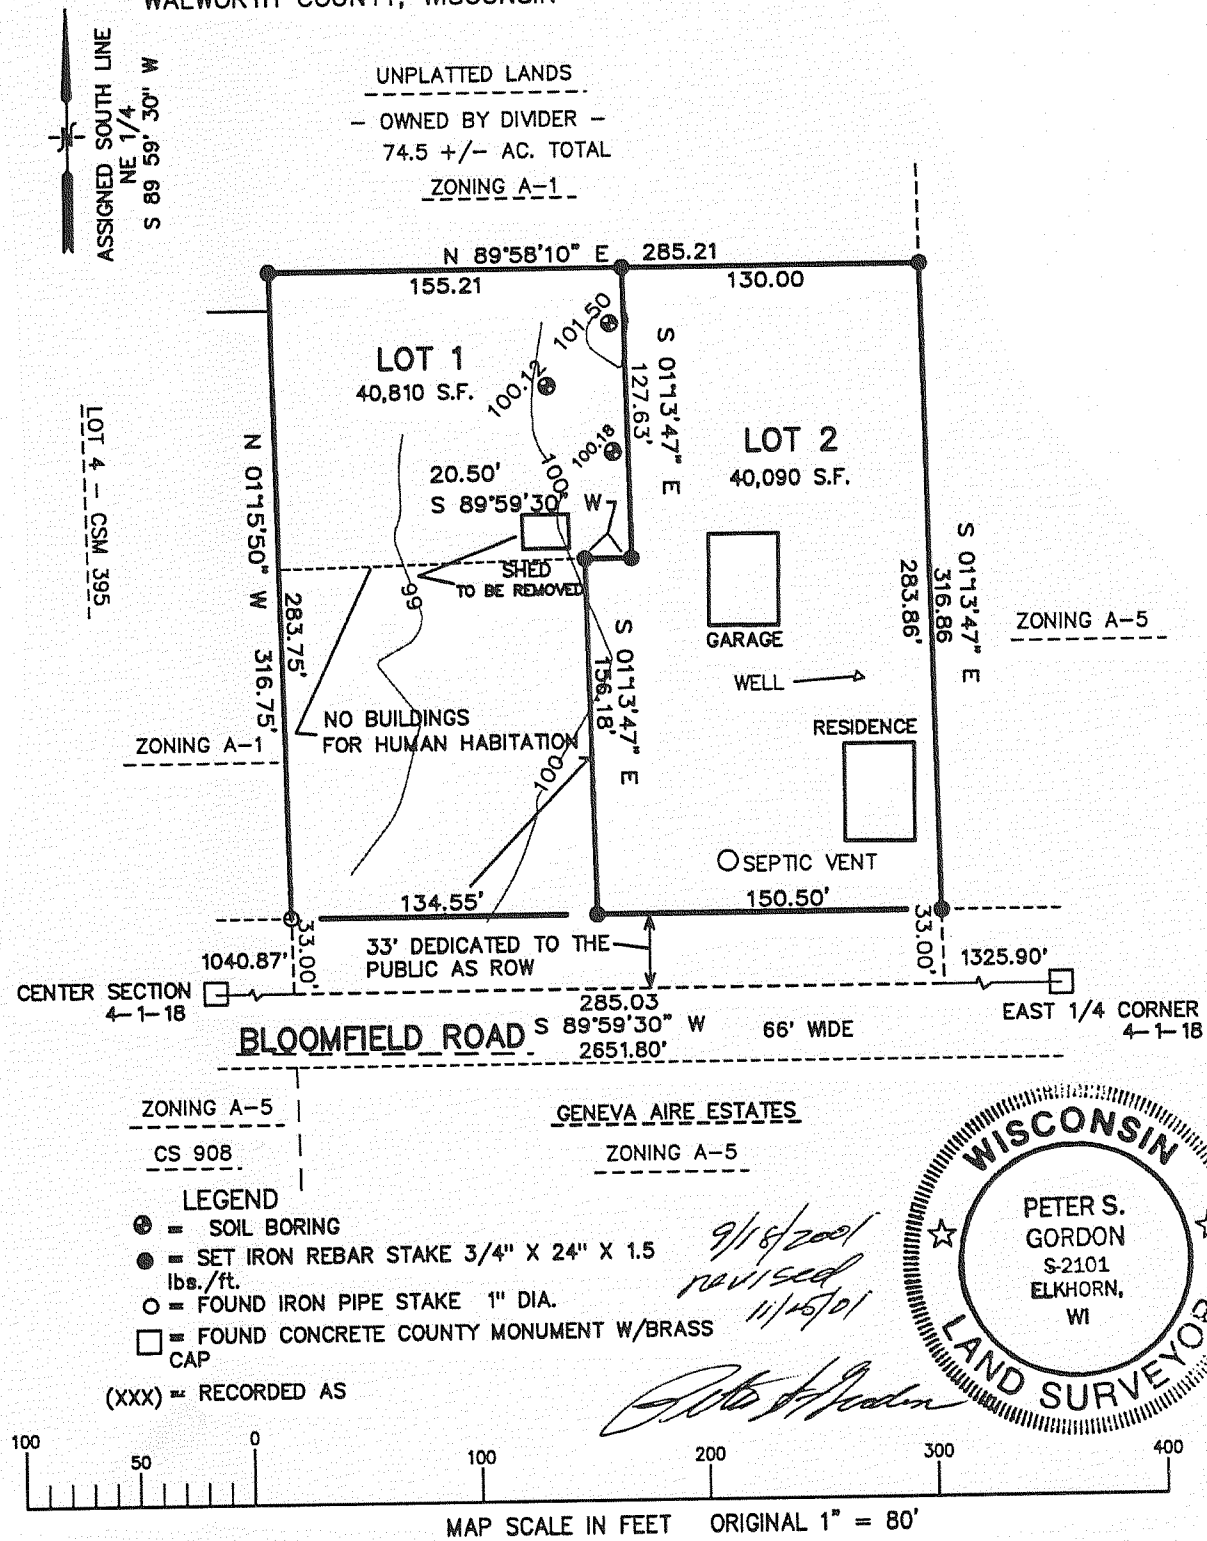 WALWORTH COUNTY, WISCONSIN
ASSIGNED SOUTH LINE
NE 1/4
S 89 59' 30" W
N
UNPLATTED LANDS
- OWNED BY DIVIDER -
74.5 +/- AC. TOTAL
ZONING A-1
N 89°58'10" E 285.21
155.21
130.00
LOT 1
40,810 S.F.
101.50
100.12
100.18
S 01°13'47" E
127.63'
LOT 2
40,090 S.F.
LOT 4 - CSM 395
N 01°15'50" W
283.75' 316.75'
20.50'
S 89°59'30" W
100'
SHED
TO BE REMOVED
99
GARAGE
S 01°13'47" E
316.86
283.86'
ZONING A-5
S 01°13'47" E
156.18'
WELL
RESIDENCE
NO BUILDINGS
FOR HUMAN HABITATION
ZONING A-1
100
SEPTIC VENT
134.55'
150.50'
33.00'
33.00'
33' DEDICATED TO THE
PUBLIC AS ROW
1040.87'
1325.90'
CENTER SECTION
4-1-18
EAST 1/4 CORNER
4-1-18
285.03
BLOOMFIELD ROAD S 89°59'30" W 66' WIDE
2651.80'
ZONING A-5
CS 908
GENEVA AIRE ESTATES
ZONING A-5
LEGEND
= SOIL BORING
= SET IRON REBAR STAKE 3/4" X 24" X 1.5
lbs./ft.
= FOUND IRON PIPE STAKE 1" DIA.
= FOUND CONCRETE COUNTY MONUMENT W/BRASS
CAP
(XXX) = RECORDED AS
9/18/2001
revised
WISCONSIN
PETER S.
GORDON
S-2101
ELKHORN,
WI
LAND SURVEYOR
100 50 0 100 200 300 400
MAP SCALE IN FEET ORIGINAL 1" = 80'